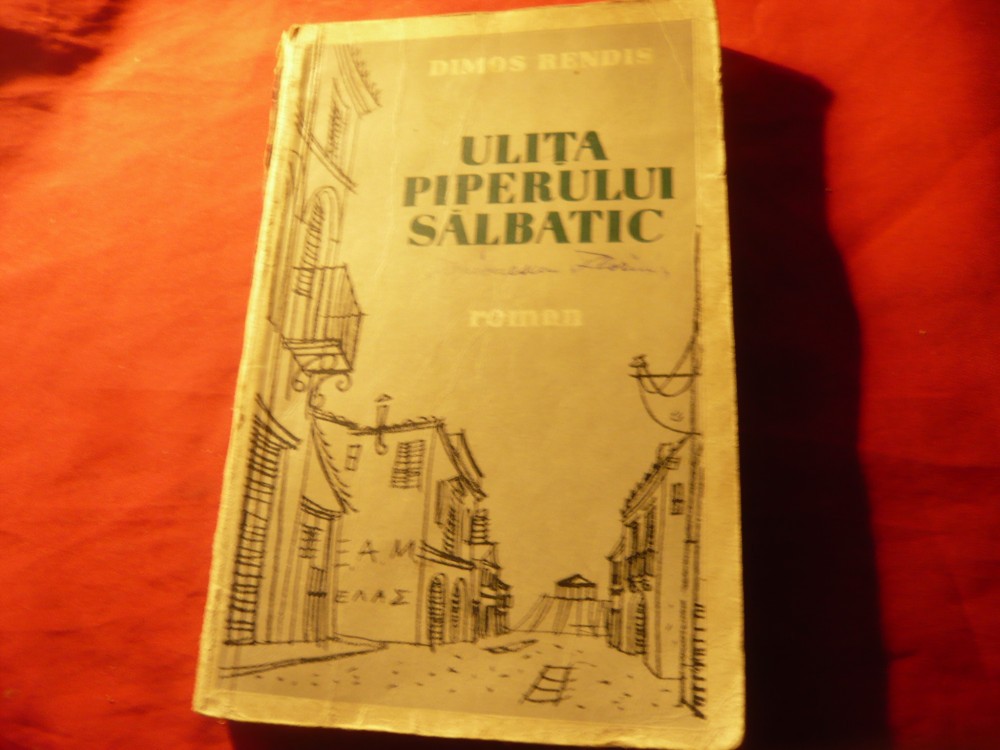 DIMOS RENDIS
ULIȚA
PIPERULUI
SĂLBATIC
roman
Ξ A.M
ΕΛΑΣ